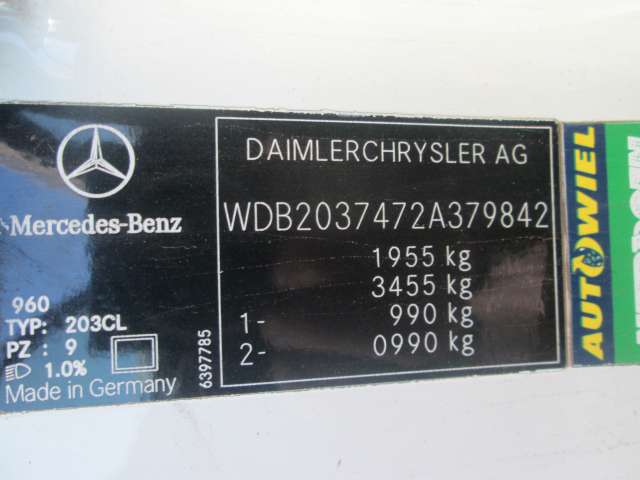 Mercedes-Benz
960
TYP: 203CL
PZ : 9
1.0%
Made in Germany
6397785
DAIMLERCHRYSLER AG
WDB2037472A379842
1955 kg
3455 kg
1- 990 kg
2- 0990 kg
AUTOWIEL